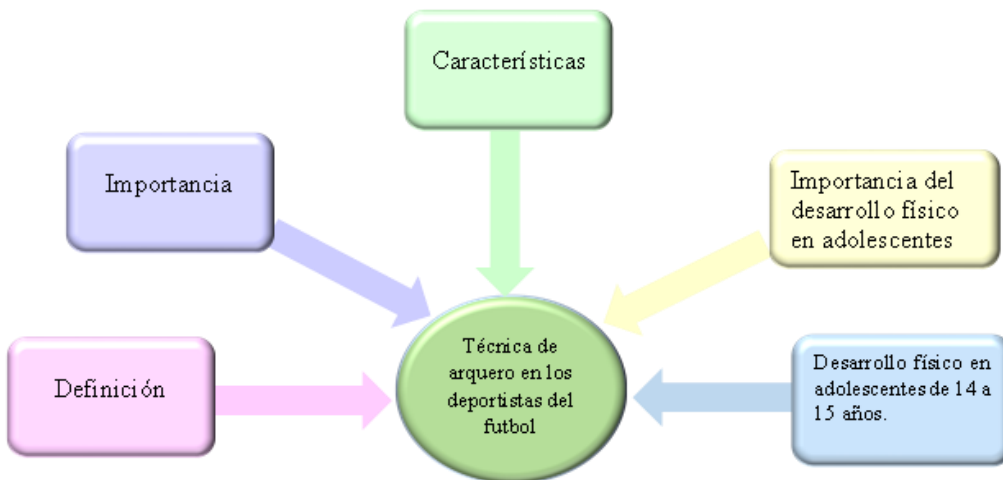 Características
Importancia
Importancia del
desarrollo físico
en adolescentes
Definición
Técnica de
arquero en los
deportistas del
futbol
Desarrollo físico en
adolescentes de 14 a
15 años.